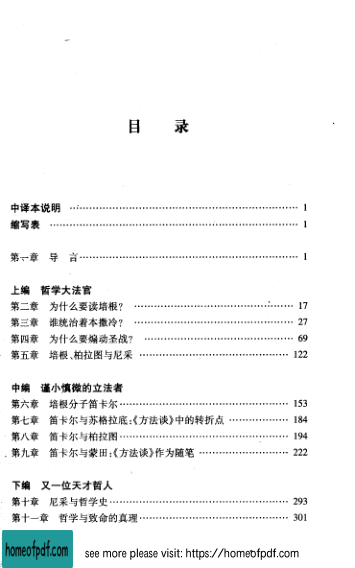 目 录
中译本说明 …………………………………………… 1
缩写表 …………………………………………… 1
第一章 导 言…………………………………………… 1
上编 哲学大法官
第二章 为什么要读培根? …………………………………… 17
第三章 谁统治着本撒冷? …………………………………… 27
第四章 为什么要煽动圣战? …………………………………… 69
第五章 培根、柏拉图与尼采 …………………………………… 122
中编 谨小慎微的立法者
第六章 培根分子笛卡尔…………………………………… 153
第七章 笛卡尔与苏格拉底:《方法谈》中的转折点 ……………… 184
第八章 笛卡尔与柏拉图…………………………………… 194
第九章 笛卡尔与蒙田:《方法谈》作为随笔 …………………… 222
下编 又一位天才哲人
第十章 尼采与哲学史…………………………………… 293
第十一章 哲学与致命的真理…………………………………… 301
homeofpdf.com
see more please visit: https://homeofpdf.com